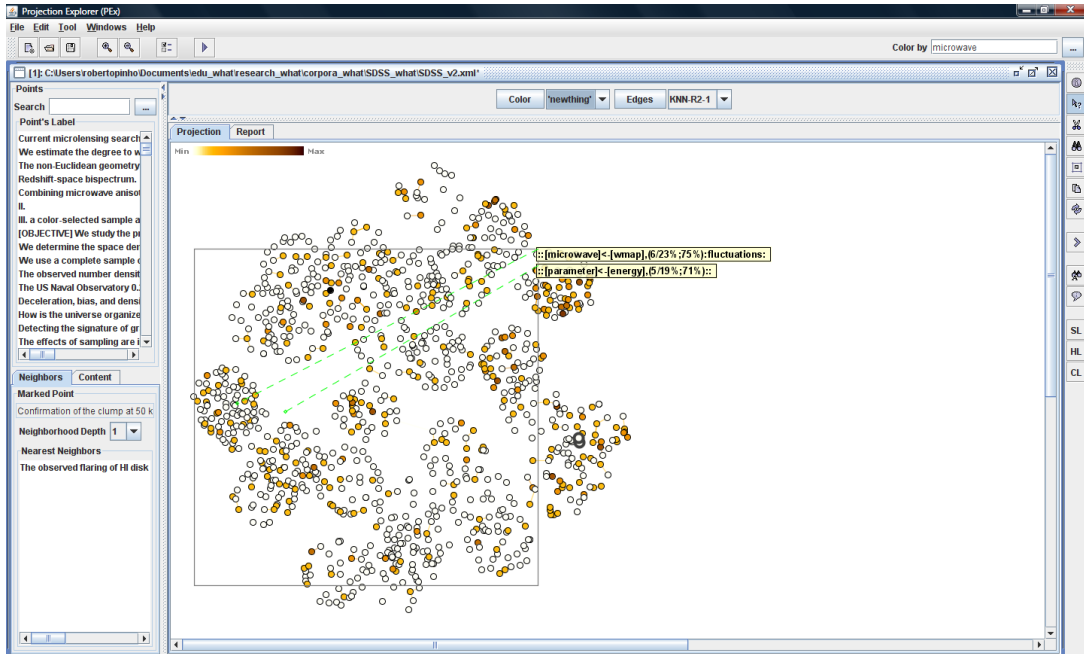 Projection Explorer (PEx)
File Edit Tool Windows Help
Color by microwave ...
[1]: C:\Users\robertopinho\Documents\edu_what\research_what\corpora_what\SDSS_what\SDSS_v2.xml*
Points
Search ...
Point's Label
Current microlensing search
We estimate the degree to w
The non-Euclidean geometry
Redshift-space bispectrum.
Combining microwave anisot
II.
III. a color-selected sample a
[OBJECTIVE] We study the pr
We determine the space der
We use a complete sample o
The observed number densit
The US Naval Observatory 0.
Deceleration, bias, and densi
How is the universe organize
Detecting the signature of gr
The effects of sampling are i
Neighbors Content
Marked Point
Confirmation of the clump at 50 k
Neighborhood Depth 1
Nearest Neighbors
The observed flaring of HI disk
Color 'newthing' Edges KNN-R2-1
Projection Report
Min Max
::[microwave]<-[wmap],(6/23%;75%):fluctuations:
::[parameter]<-[energy],(5/19%;71%)::
SL
HL
CL